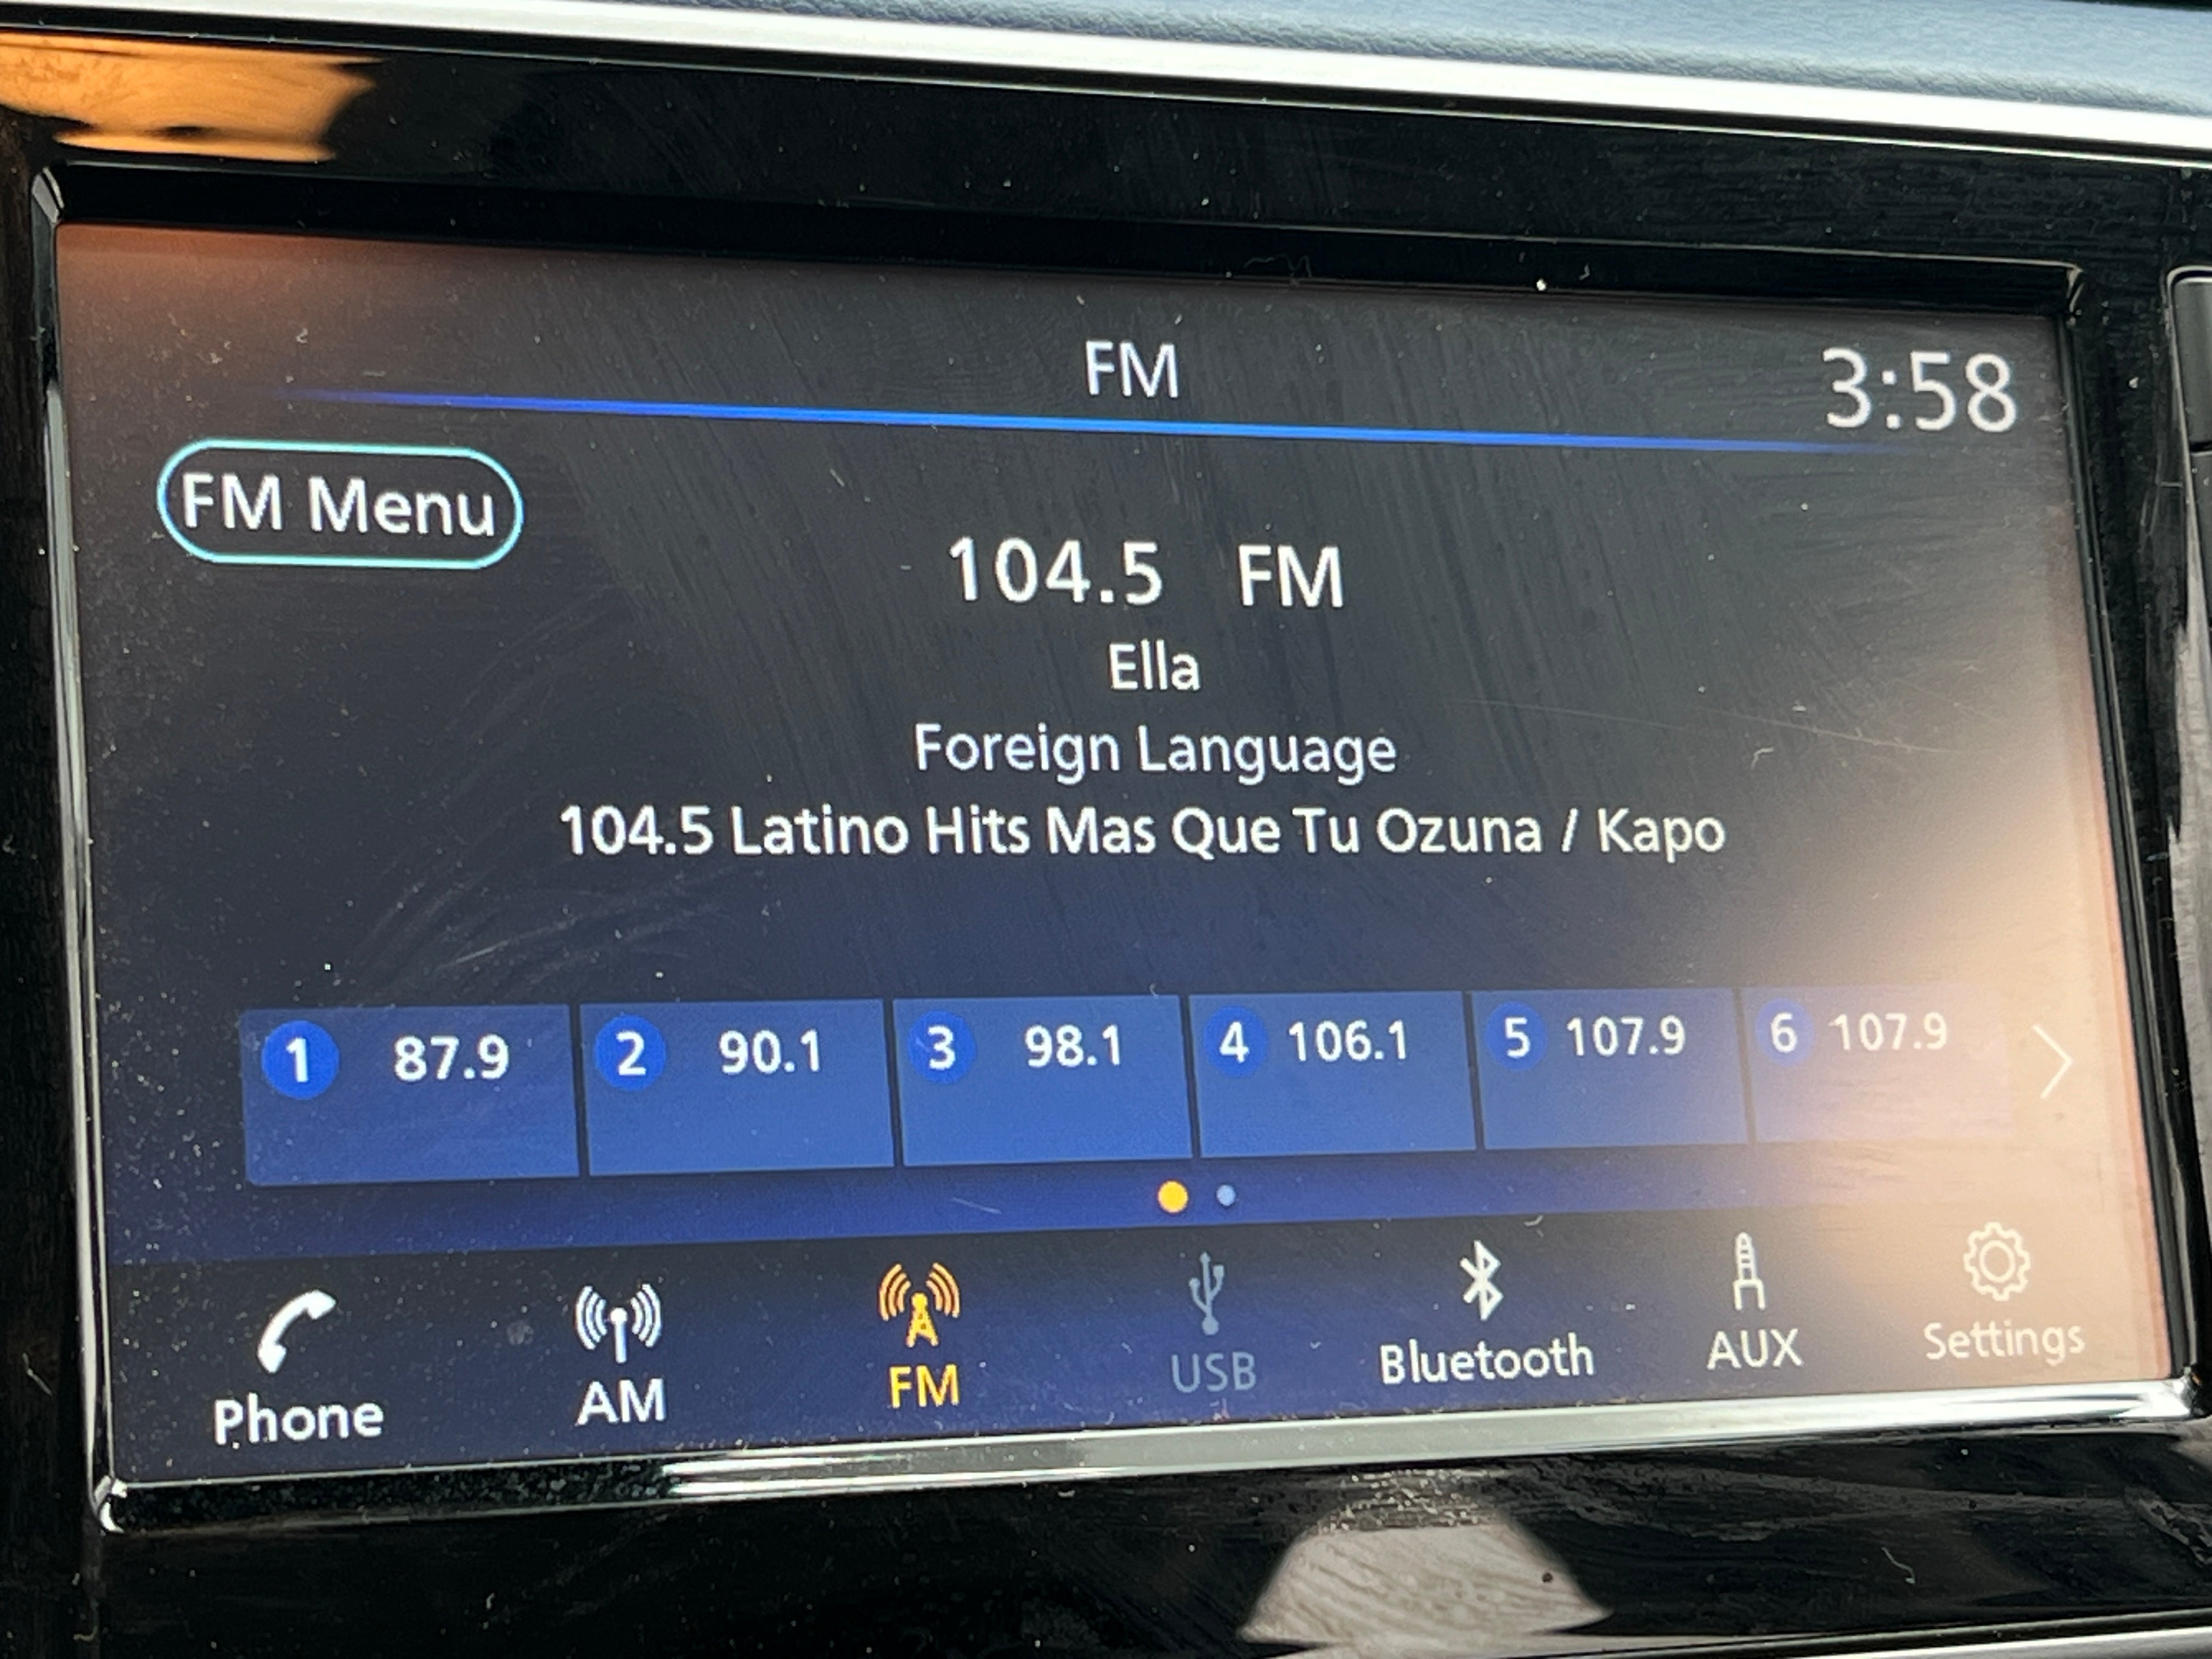 FM
3:58
FM Menu
104.5 FM
Ella
Foreign Language
104.5 Latino Hits Mas Que Tu Ozuna / Kapo
1 87.9 2 90.1 3 98.1 4 106.1 5 107.9 6 107.9
Phone AM FM USB Bluetooth AUX Settings